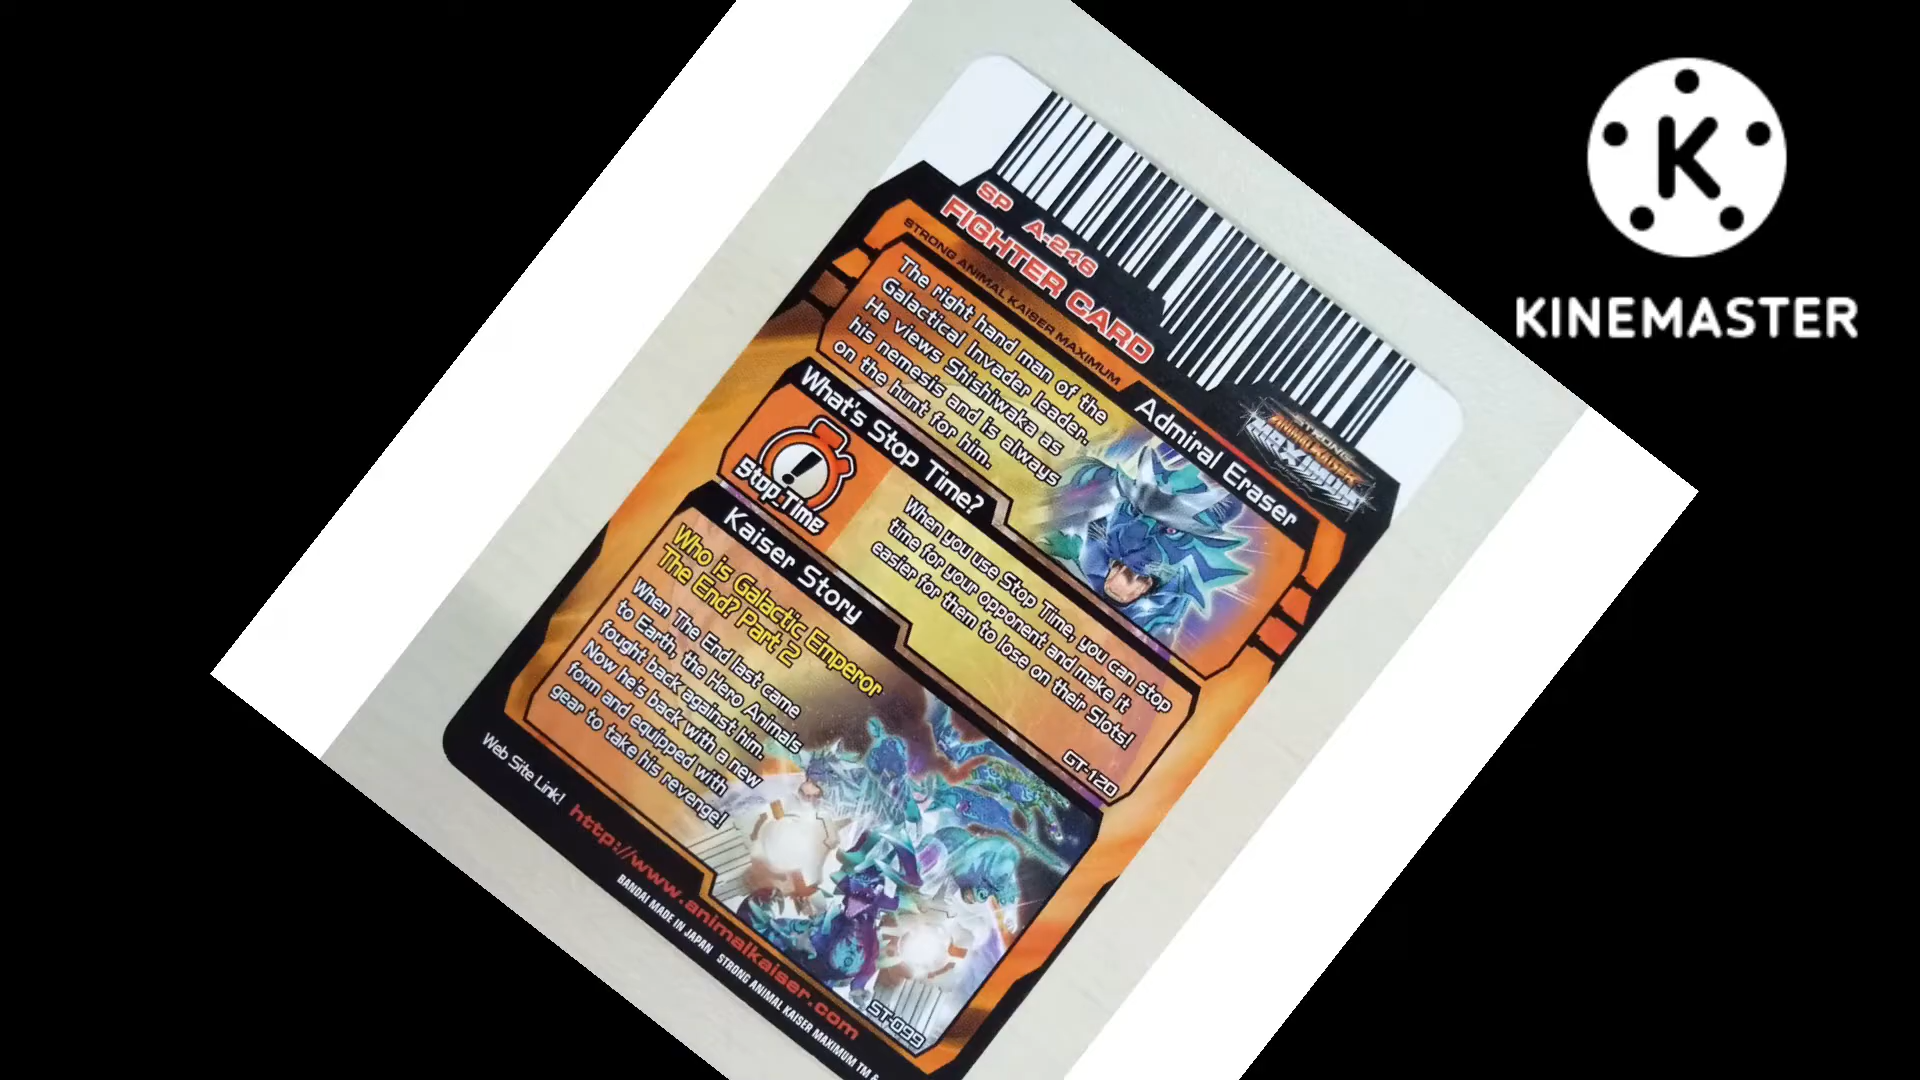 SP A-246
FIGHTER CARD
STRONG ANIMAL KAISER MAXIMUM
Admiral Eraser
STRONG
ANIMAL KAISER
MAXIMUM
The right hand man of the
Galactical Invader leader.
He views Shishiwaka as
his nemesis and is always
on the hunt for him.
What's Stop Time?
Stop Time
When you use Stop Time, you can stop
time for your opponent and make it
easier for them to lose on their Slots!
GT-120
Kaiser Story
Who is Galactic Emperor
The End? Part 2
When The End last came
to Earth, the Hero Animals
fought back against him.
Now he's back with a new
form and equipped with
gear to take his revenge!
ST-099
Web Site Link! http://www.animalkaiser.com
BANDAI MADE IN JAPAN STRONG ANIMAL KAISER MAXIMUM TM &
K
KINEMASTER